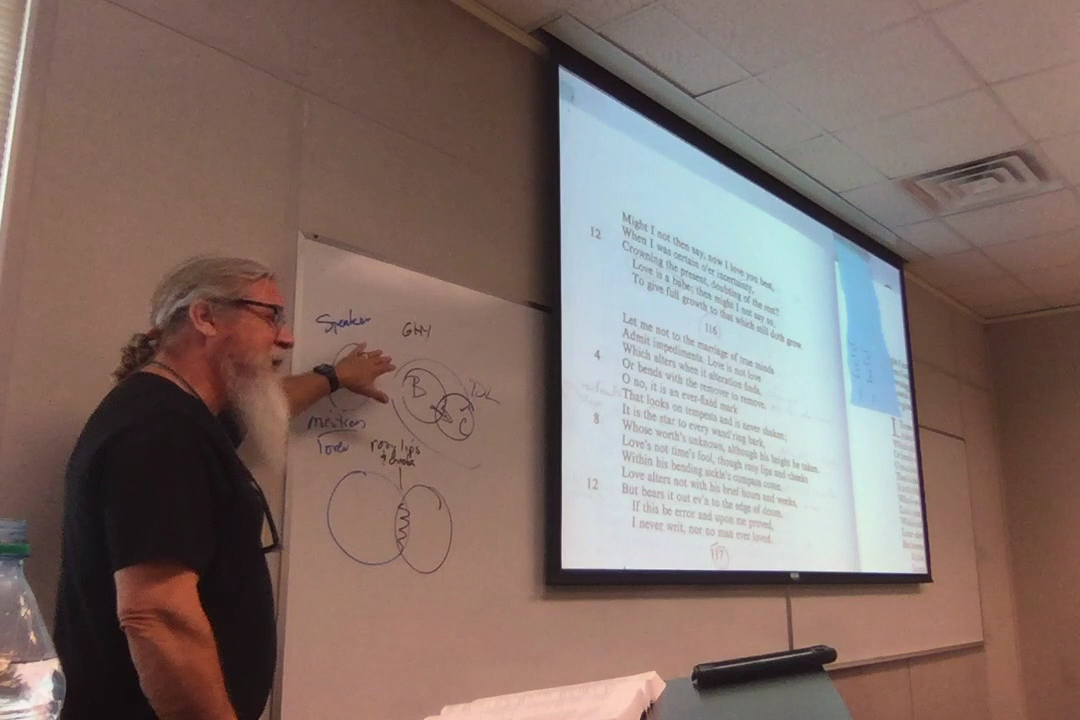 Speaker
GMY
B
DL
rosy lips
Might I not then say, now I love you best,
12 When I was certain o'er incertainty,
Crowning the present, doubting of the rest?
Love is a babe; then might I not say so,
To give full growth to that which still doth grow.
116
Let me not to the marriage of true minds
Admit impediments. Love is not love
4 Which alters when it alteration finds,
Or bends with the remover to remove.
O no, it is an ever-fixèd mark
That looks on tempests and is never shaken;
8 It is the star to every wand'ring bark,
Whose worth's unknown, although his height be taken.
Love's not time's fool, though rosy lips and cheeks
Within his bending sickle's compass come.
12 Love alters not with his brief hours and weeks,
But bears it out ev'n to the edge of doom.
If this be error and upon me proved,
I never writ, nor no man ever loved.
117